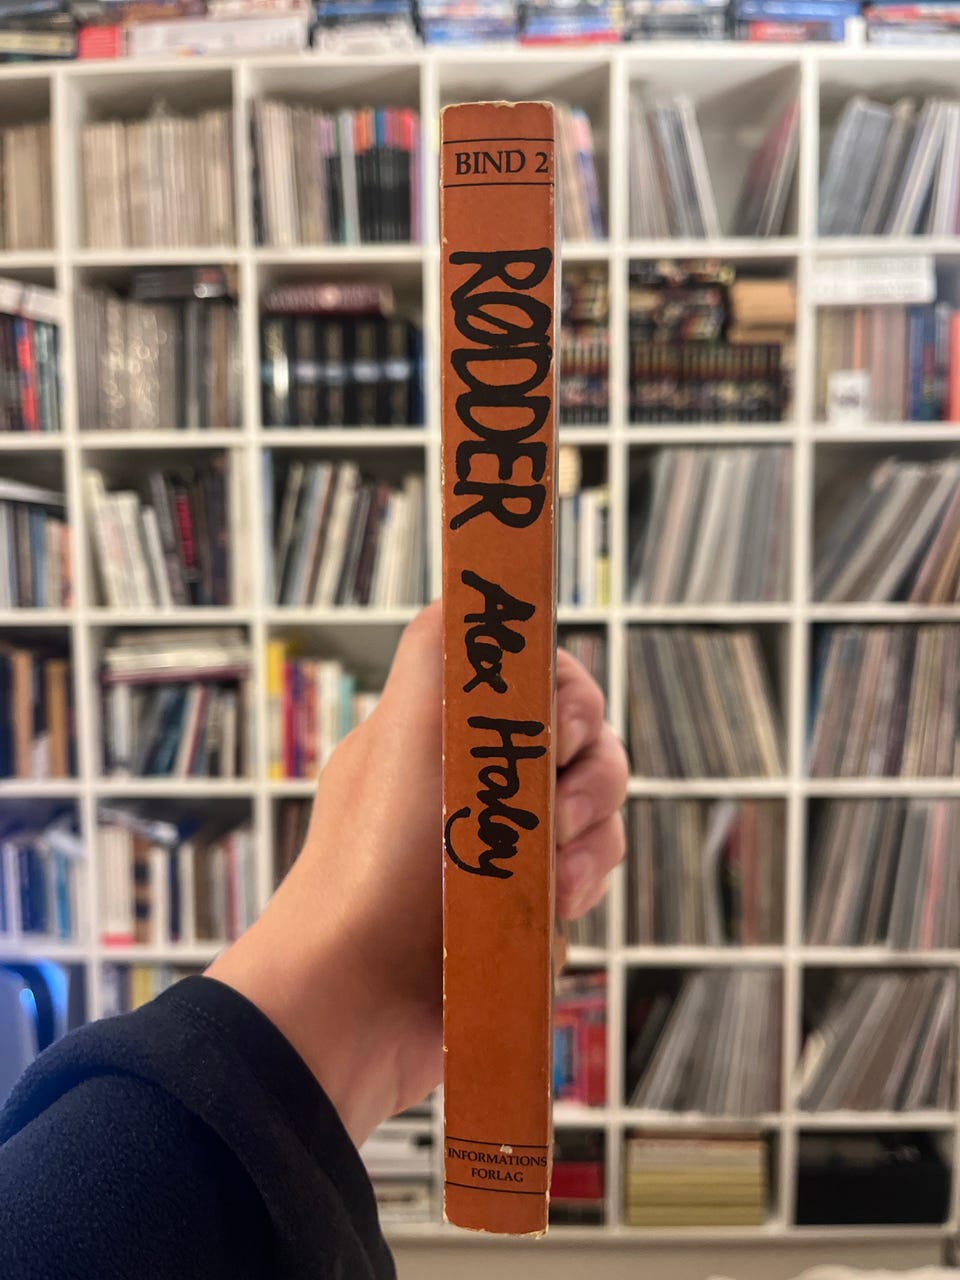 BIND 2
RØDDER Alex Haley
INFORMATIONS
FORLAG